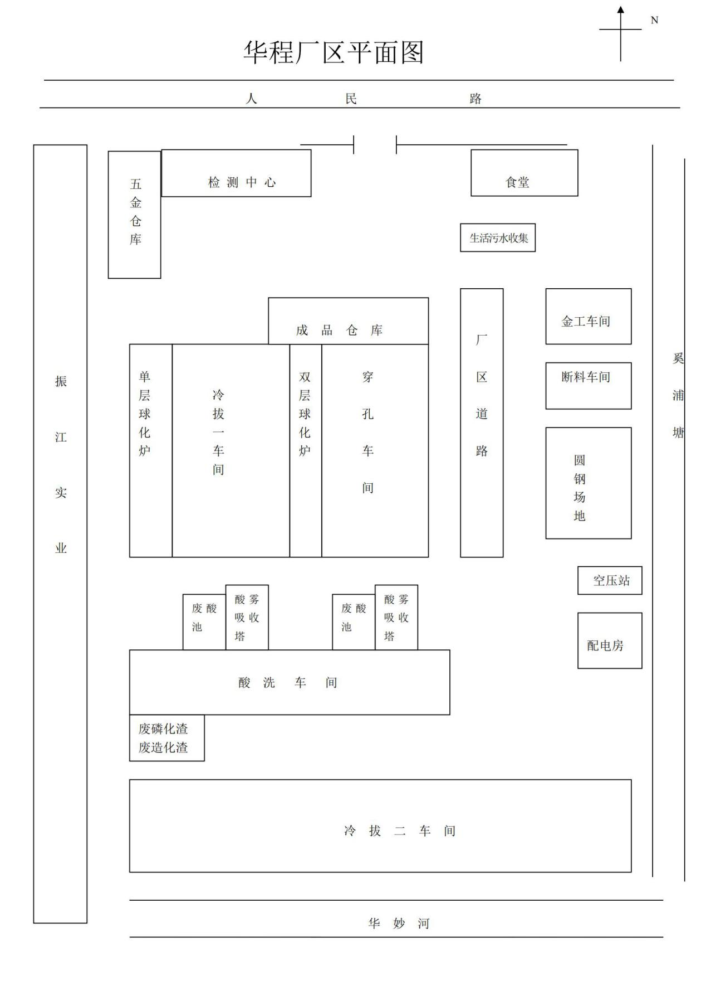 N
华程厂区平面图
人民路
五金仓库
检测中心
食堂
生活污水收集
成品仓库
单层球化炉
冷拔一车间
双层球化炉
穿孔车间
厂区道路
金工车间
断料车间
圆钢场地
振江实业
奚浦塘
空压站
配电房
废酸
池
酸雾
吸收
塔
废酸
池
酸雾
吸收
塔
酸洗车间
废磷化渣
废造化渣
冷拔二车间
华妙河